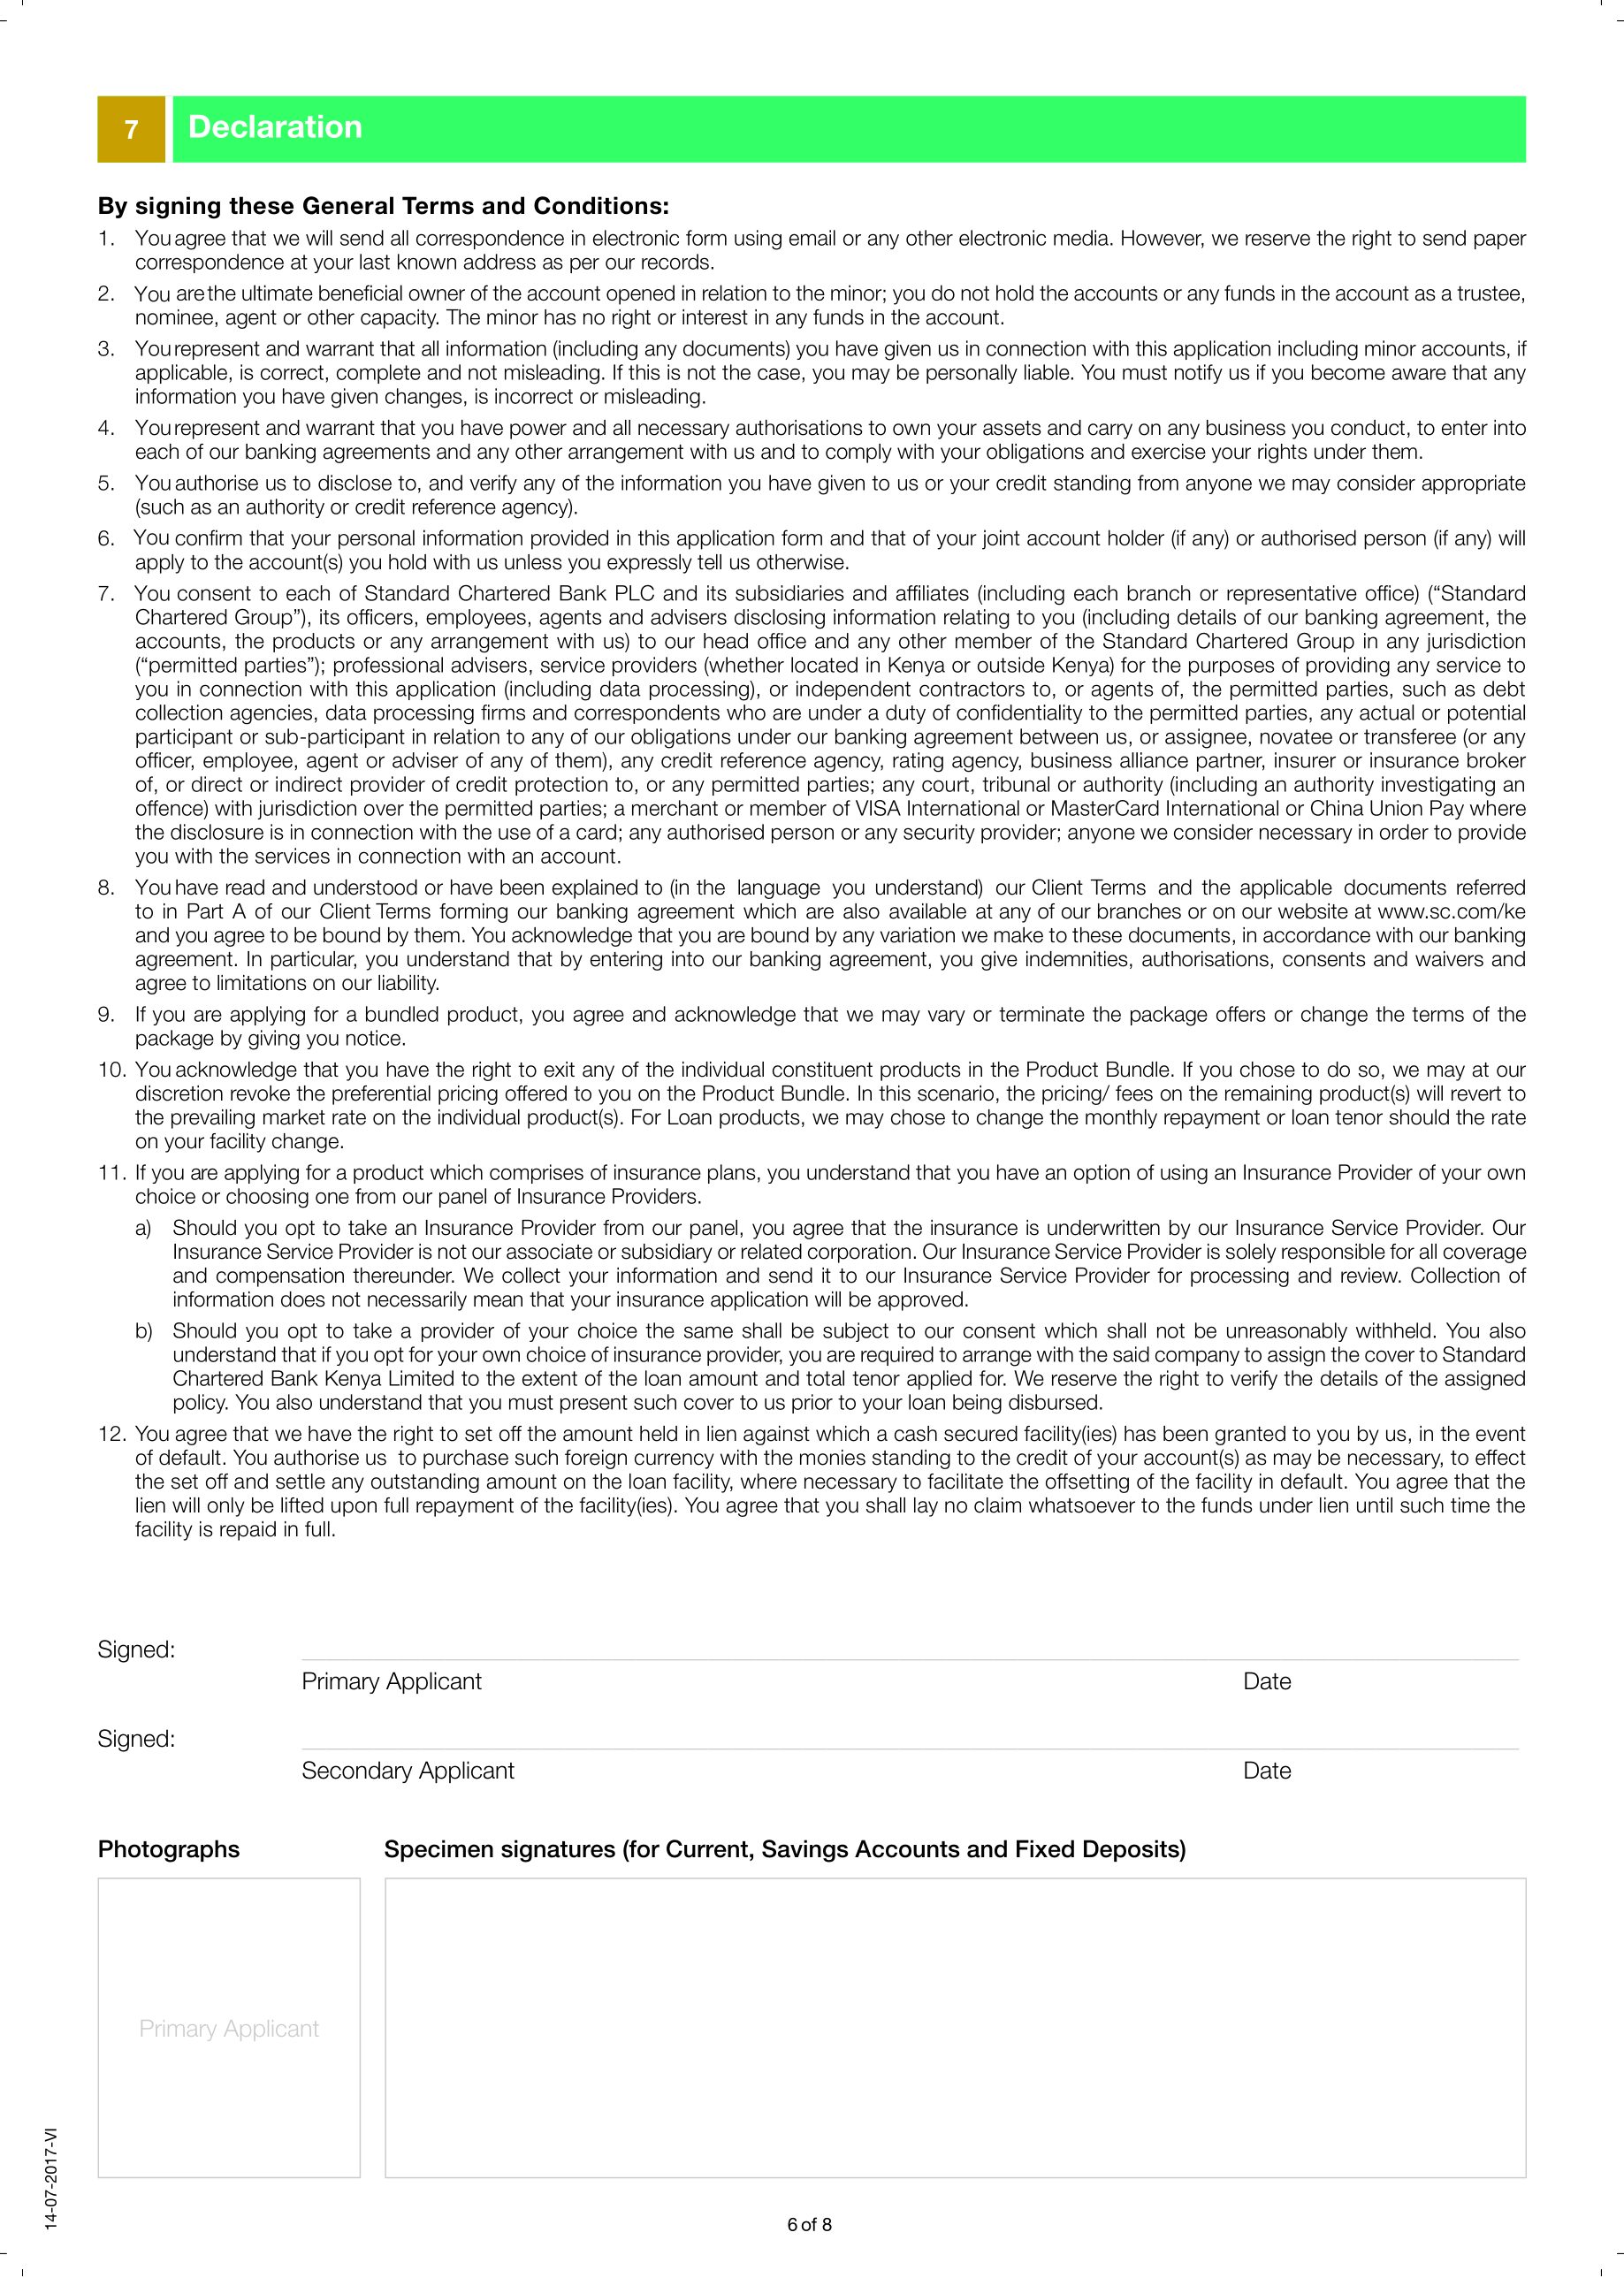 7 Declaration
By signing these General Terms and Conditions:
1. You agree that we will send all correspondence in electronic form using email or any other electronic media. However, we reserve the right to send paper
correspondence at your last known address as per our records.
2. You are the ultimate beneficial owner of the account opened in relation to the minor; you do not hold the accounts or any funds in the account as a trustee,
nominee, agent or other capacity. The minor has no right or interest in any funds in the account.
3. You represent and warrant that all information (including any documents) you have given us in connection with this application including minor accounts, if
applicable, is correct, complete and not misleading. If this is not the case, you may be personally liable. You must notify us if you become aware that any
information you have given changes, is incorrect or misleading.
4. You represent and warrant that you have power and all necessary authorisations to own your assets and carry on any business you conduct, to enter into
each of our banking agreements and any other arrangement with us and to comply with your obligations and exercise your rights under them.
5. You authorise us to disclose to, and verify any of the information you have given to us or your credit standing from anyone we may consider appropriate
(such as an authority or credit reference agency).
6. You confirm that your personal information provided in this application form and that of your joint account holder (if any) or authorised person (if any) will
apply to the account(s) you hold with us unless you expressly tell us otherwise.
7. You consent to each of Standard Chartered Bank PLC and its subsidiaries and affiliates (including each branch or representative office) (“Standard
Chartered Group”), its officers, employees, agents and advisers disclosing information relating to you (including details of our banking agreement, the
accounts, the products or any arrangement with us) to our head office and any other member of the Standard Chartered Group in any jurisdiction
(“permitted parties”); professional advisers, service providers (whether located in Kenya or outside Kenya) for the purposes of providing any service to
you in connection with this application (including data processing), or independent contractors to, or agents of, the permitted parties, such as debt
collection agencies, data processing firms and correspondents who are under a duty of confidentiality to the permitted parties, any actual or potential
participant or sub-participant in relation to any of our obligations under our banking agreement between us, or assignee, novatee or transferee (or any
officer, employee, agent or adviser of any of them), any credit reference agency, rating agency, business alliance partner, insurer or insurance broker
of, or direct or indirect provider of credit protection to, or any permitted parties; any court, tribunal or authority (including an authority investigating an
offence) with jurisdiction over the permitted parties; a merchant or member of VISA International or MasterCard International or China Union Pay where
the disclosure is in connection with the use of a card; any authorised person or any security provider; anyone we consider necessary in order to provide
you with the services in connection with an account.
8. You have read and understood or have been explained to (in the language you understand) our Client Terms and the applicable documents referred
to in Part A of our Client Terms forming our banking agreement which are also available at any of our branches or on our website at www.sc.com/ke
and you agree to be bound by them. You acknowledge that you are bound by any variation we make to these documents, in accordance with our banking
agreement. In particular, you understand that by entering into our banking agreement, you give indemnities, authorisations, consents and waivers and
agree to limitations on our liability.
9. If you are applying for a bundled product, you agree and acknowledge that we may vary or terminate the package offers or change the terms of the
package by giving you notice.
10. You acknowledge that you have the right to exit any of the individual constituent products in the Product Bundle. If you chose to do so, we may at our
discretion revoke the preferential pricing offered to you on the Product Bundle. In this scenario, the pricing/ fees on the remaining product(s) will revert to
the prevailing market rate on the individual product(s). For Loan products, we may chose to change the monthly repayment or loan tenor should the rate
on your facility change.
11. If you are applying for a product which comprises of insurance plans, you understand that you have an option of using an Insurance Provider of your own
choice or choosing one from our panel of Insurance Providers.
a) Should you opt to take an Insurance Provider from our panel, you agree that the insurance is underwritten by our Insurance Service Provider. Our
Insurance Service Provider is not our associate or subsidiary or related corporation. Our Insurance Service Provider is solely responsible for all coverage
and compensation thereunder. We collect your information and send it to our Insurance Service Provider for processing and review. Collection of
information does not necessarily mean that your insurance application will be approved.
b) Should you opt to take a provider of your choice the same shall be subject to our consent which shall not be unreasonably withheld. You also
understand that if you opt for your own choice of insurance provider, you are required to arrange with the said company to assign the cover to Standard
Chartered Bank Kenya Limited to the extent of the loan amount and total tenor applied for. We reserve the right to verify the details of the assigned
policy. You also understand that you must present such cover to us prior to your loan being disbursed.
12. You agree that we have the right to set off the amount held in lien against which a cash secured facility(ies) has been granted to you by us, in the event
of default. You authorise us to purchase such foreign currency with the monies standing to the credit of your account(s) as may be necessary, to effect
the set off and settle any outstanding amount on the loan facility, where necessary to facilitate the offsetting of the facility in default. You agree that the
lien will only be lifted upon full repayment of the facility(ies). You agree that you shall lay no claim whatsoever to the funds under lien until such time the
facility is repaid in full.
Signed:
Primary Applicant Date
Signed:
Secondary Applicant Date
Photographs Specimen signatures (for Current, Savings Accounts and Fixed Deposits)
Primary Applicant
14-07-2017-VI
6 of 8